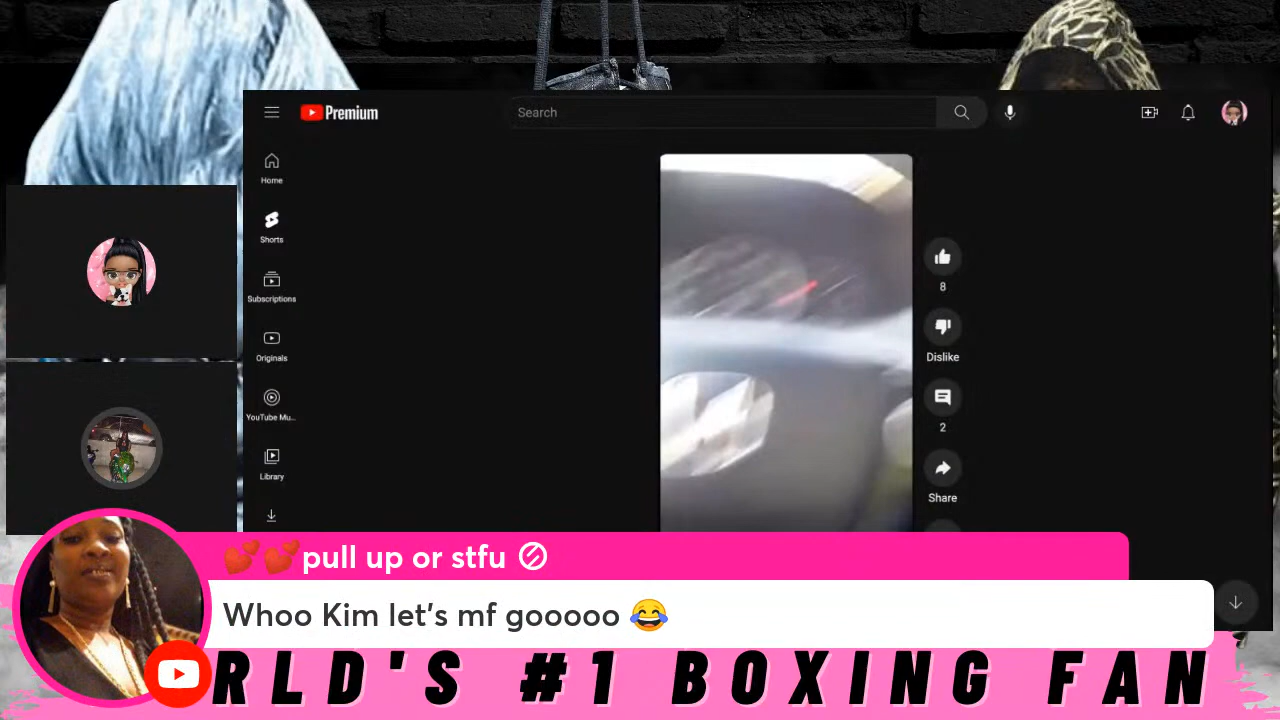 Premium
Search
Home
Shorts
Subscriptions
Originals
YouTube Mu...
Library
8
Dislike
2
Share
💕💕pull up or stfu
Whoo Kim let's mf gooooo 😂
RLD'S #1 BOXING FAN